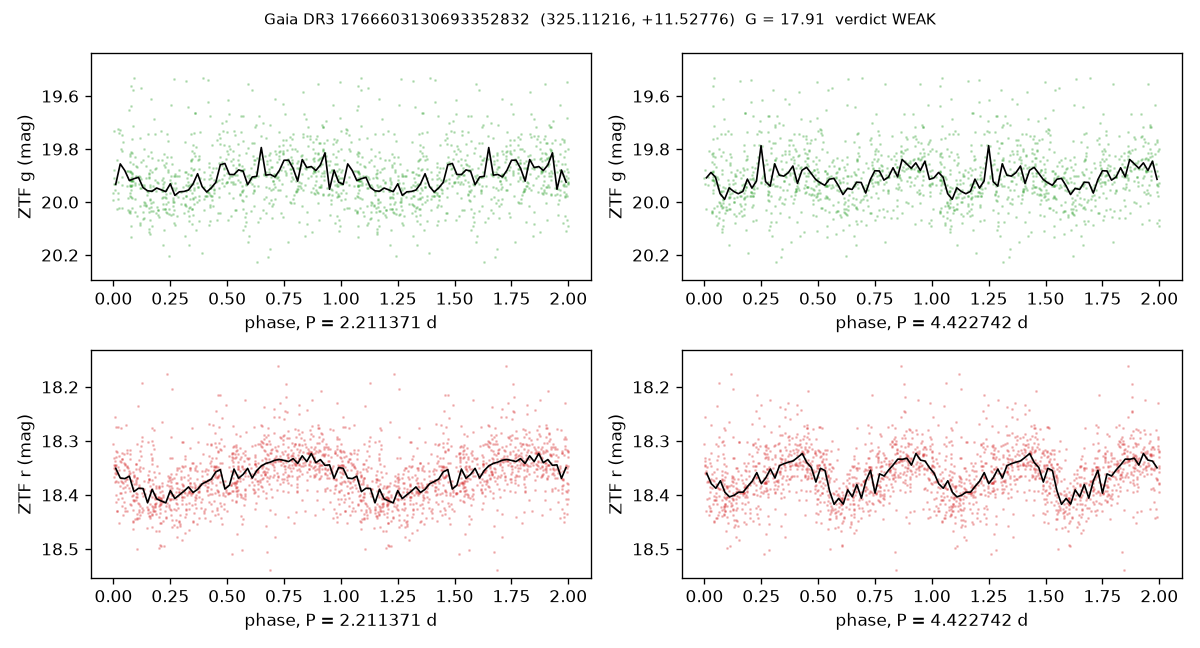 Gaia DR3 1766603130693352832 (325.11216, +11.52776) G = 17.91 verdict WEAK
ZTF g (mag)
19.6
19.8
20.0
20.2
0.00 0.25 0.50 0.75 1.00 1.25 1.50 1.75 2.00
phase, P = 2.211371 d
ZTF g (mag)
19.6
19.8
20.0
20.2
0.00 0.25 0.50 0.75 1.00 1.25 1.50 1.75 2.00
phase, P = 4.422742 d
ZTF r (mag)
18.2
18.3
18.4
18.5
0.00 0.25 0.50 0.75 1.00 1.25 1.50 1.75 2.00
phase, P = 2.211371 d
ZTF r (mag)
18.2
18.3
18.4
18.5
0.00 0.25 0.50 0.75 1.00 1.25 1.50 1.75 2.00
phase, P = 4.422742 d